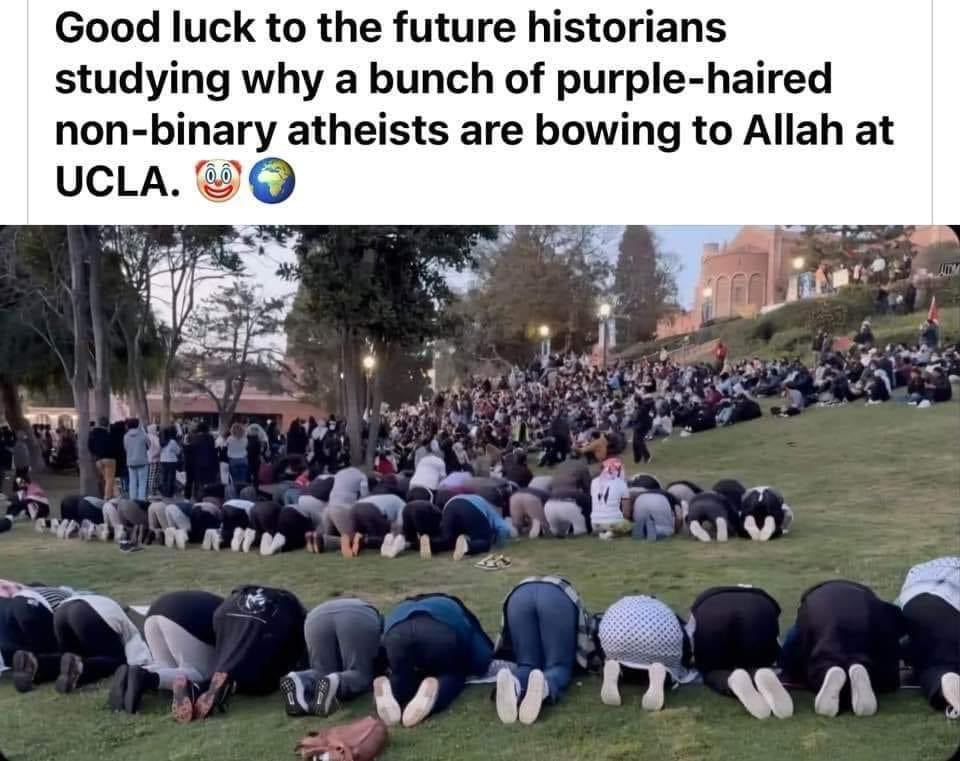 Good luck to the future historians
studying why a bunch of purple-haired
non-binary atheists are bowing to Allah at
UCLA. 🤡🌍